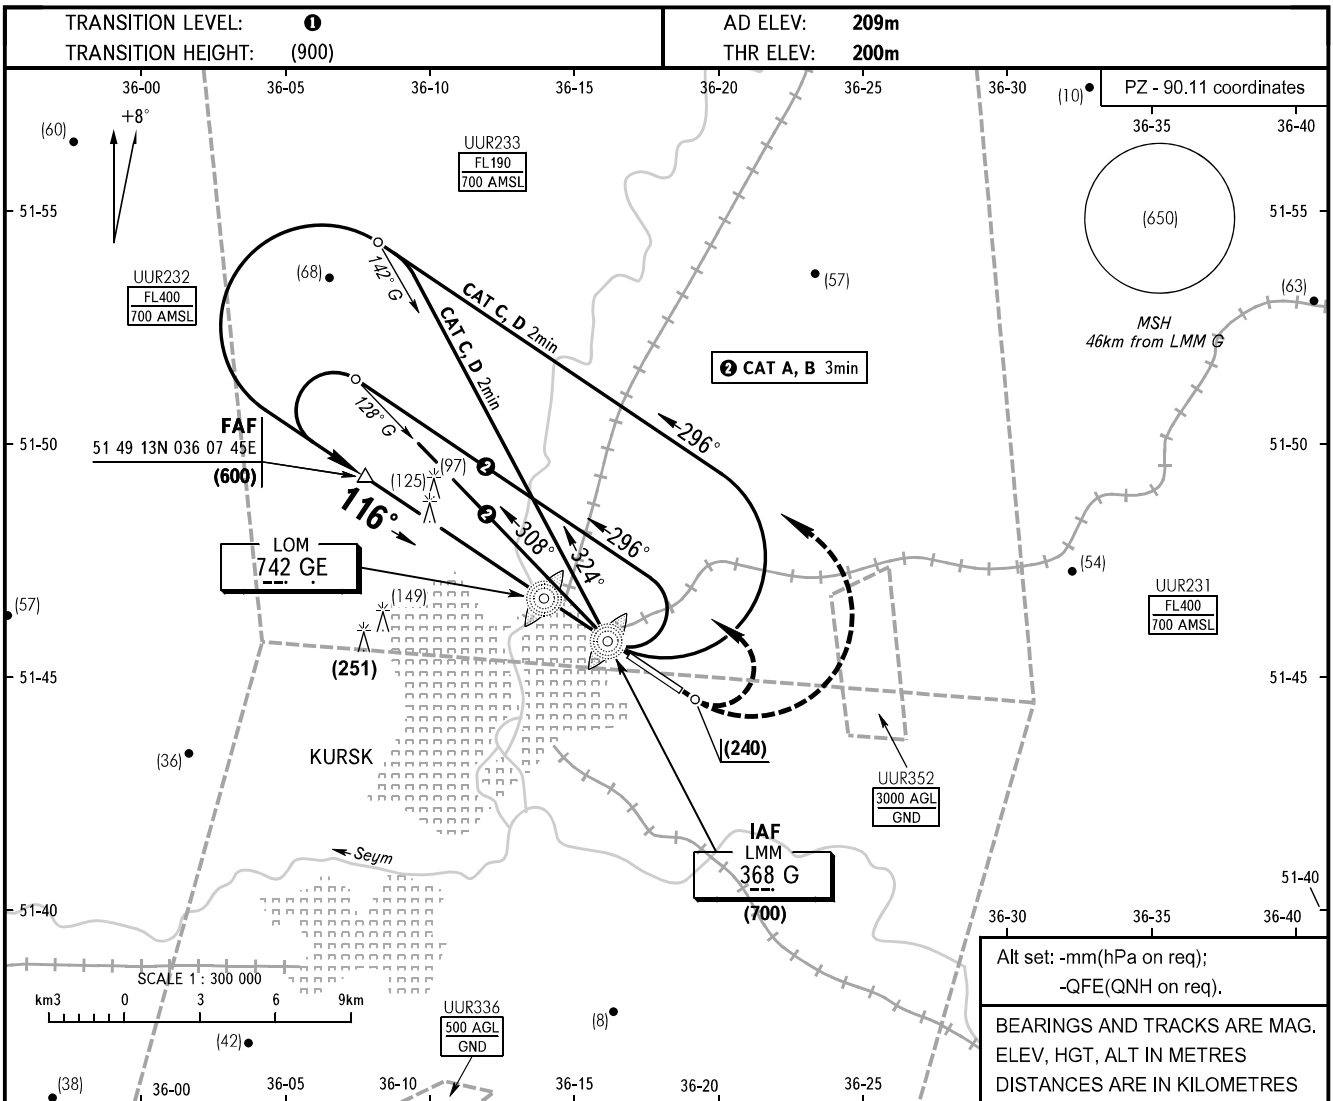 TRANSITION LEVEL: ❶
TRANSITION HEIGHT: (900)
AD ELEV: 209m
THR ELEV: 200m
36-00 36-05 36-10 36-15 36-20 36-25 36-30
PZ - 90.11 coordinates
36-35 36-40
(10)
+8°
(60)
UUR233
FL190
700 AMSL
51-55
51-55
(650)
MSH
46km from LMM G
(63)
UUR232
FL400
700 AMSL
(68)
142° G
(57)
CAT C, D 2min
CAT C, D 2min
❷ CAT A, B 3min
128° G
51-50
51-50
FAF
51 49 13N 036 07 45E
(600)
296°
2
(97)
(125)
116°
2
308°
296°
324°
LOM
742 GE
(54)
UUR231
FL400
700 AMSL
(57)
(149)
(251)
51-45
51-45
(240)
(36)
KURSK
UUR352
3000 AGL
GND
IAF
LMM
368 G
(700)
Seym
51-40
51-40
36-30 36-35 36-40
SCALE 1 : 300 000
km3 0 3 6 9km
UUR336
500 AGL
GND
(8)
(42)
(38)
36-00 36-05 36-10 36-15 36-20 36-25
Alt set: -mm(hPa on req);
-QFE(QNH on req).
BEARINGS AND TRACKS ARE MAG.
ELEV, HGT, ALT IN METRES
DISTANCES ARE IN KILOMETRES